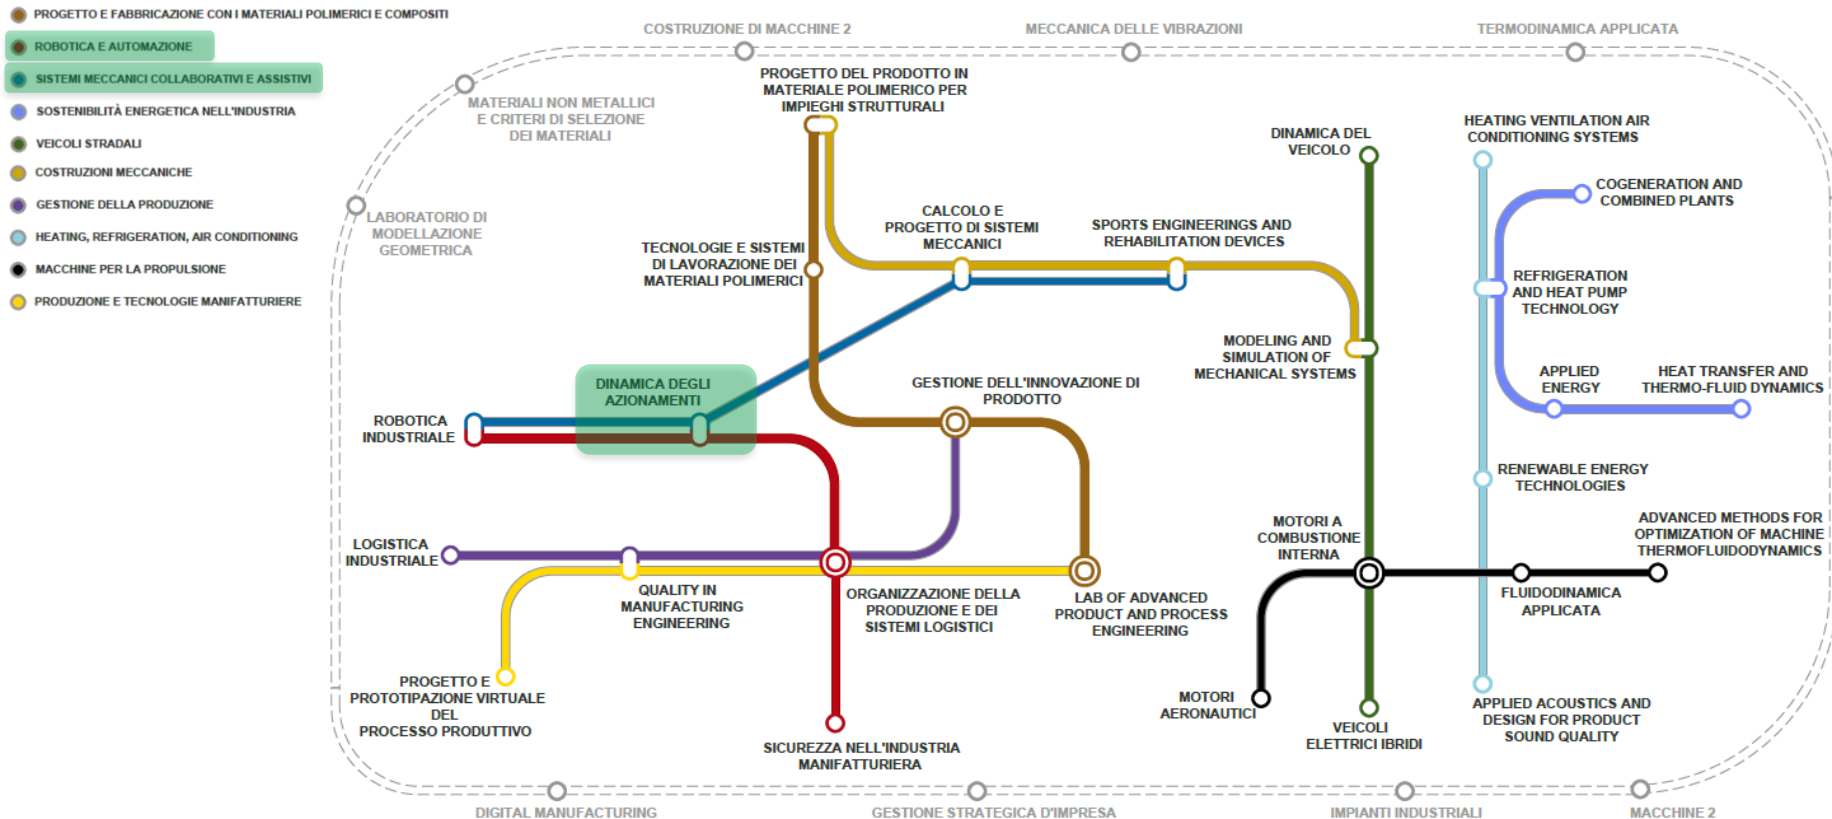 PROGETTO E FABBRICAZIONE CON I MATERIALI POLIMERICI E COMPOSITI
ROBOTICA E AUTOMAZIONE
SISTEMI MECCANICI COLLABORATIVI E ASSISTIVI
SOSTENIBILITÀ ENERGETICA NELL'INDUSTRIA
VEICOLI STRADALI
COSTRUZIONI MECCANICHE
GESTIONE DELLA PRODUZIONE
HEATING, REFRIGERATION, AIR CONDITIONING
MACCHINE PER LA PROPULSIONE
PRODUZIONE E TECNOLOGIE MANIFATTURIERE
COSTRUZIONE DI MACCHINE 2
MECCANICA DELLE VIBRAZIONI
TERMODINAMICA APPLICATA
MATERIALI NON METALLICI
E CRITERI DI SELEZIONE
DEI MATERIALI
LABORATORIO DI
MODELLAZIONE
GEOMETRICA
PROGETTO DEL PRODOTTO IN
MATERIALE POLIMERICO PER
IMPIEGHI STRUTTURALI
DINAMICA DEL
VEICOLO
HEATING VENTILATION AIR
CONDITIONING SYSTEMS
COGENERATION AND
COMBINED PLANTS
CALCOLO E
PROGETTO DI SISTEMI
MECCANICI
SPORTS ENGINEERINGS AND
REHABILITATION DEVICES
TECNOLOGIE E SISTEMI
DI LAVORAZIONE DEI
MATERIALI POLIMERICI
REFRIGERATION
AND HEAT PUMP
TECHNOLOGY
MODELING AND
SIMULATION OF
MECHANICAL SYSTEMS
DINAMICA DEGLI
AZIONAMENTI
GESTIONE DELL'INNOVAZIONE DI
PRODOTTO
APPLIED
ENERGY
HEAT TRANSFER AND
THERMO-FLUID DYNAMICS
ROBOTICA
INDUSTRIALE
RENEWABLE ENERGY
TECHNOLOGIES
LOGISTICA
INDUSTRIALE
MOTORI A
COMBUSTIONE
INTERNA
ADVANCED METHODS FOR
OPTIMIZATION OF MACHINE
THERMOFLUIDODYNAMICS
QUALITY IN
MANUFACTURING
ENGINEERING
ORGANIZZAZIONE DELLA
PRODUZIONE E DEI
SISTEMI LOGISTICI
LAB OF ADVANCED
PRODUCT AND PROCESS
ENGINEERING
FLUIDODINAMICA
APPLICATA
PROGETTO E
PROTOTIPAZIONE VIRTUALE
DEL
PROCESSO PRODUTTIVO
MOTORI
AERONAUTICI
VEICOLI
ELETTRICI IBRIDI
APPLIED ACOUSTICS AND
DESIGN FOR PRODUCT
SOUND QUALITY
SICUREZZA NELL'INDUSTRIA
MANIFATTURIERA
DIGITAL MANUFACTURING
GESTIONE STRATEGICA D'IMPRESA
IMPIANTI INDUSTRIALI
MACCHINE 2